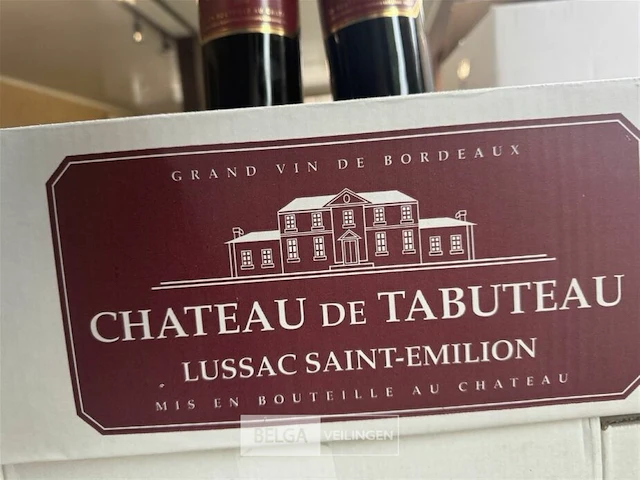 GRAND VIN DE BORDEAUX
CHATEAU DE TABUTEAU
LUSSAC SAINT-EMILION
MIS EN BOUTEILLE AU CHATEAU
BELGA VEILINGEN